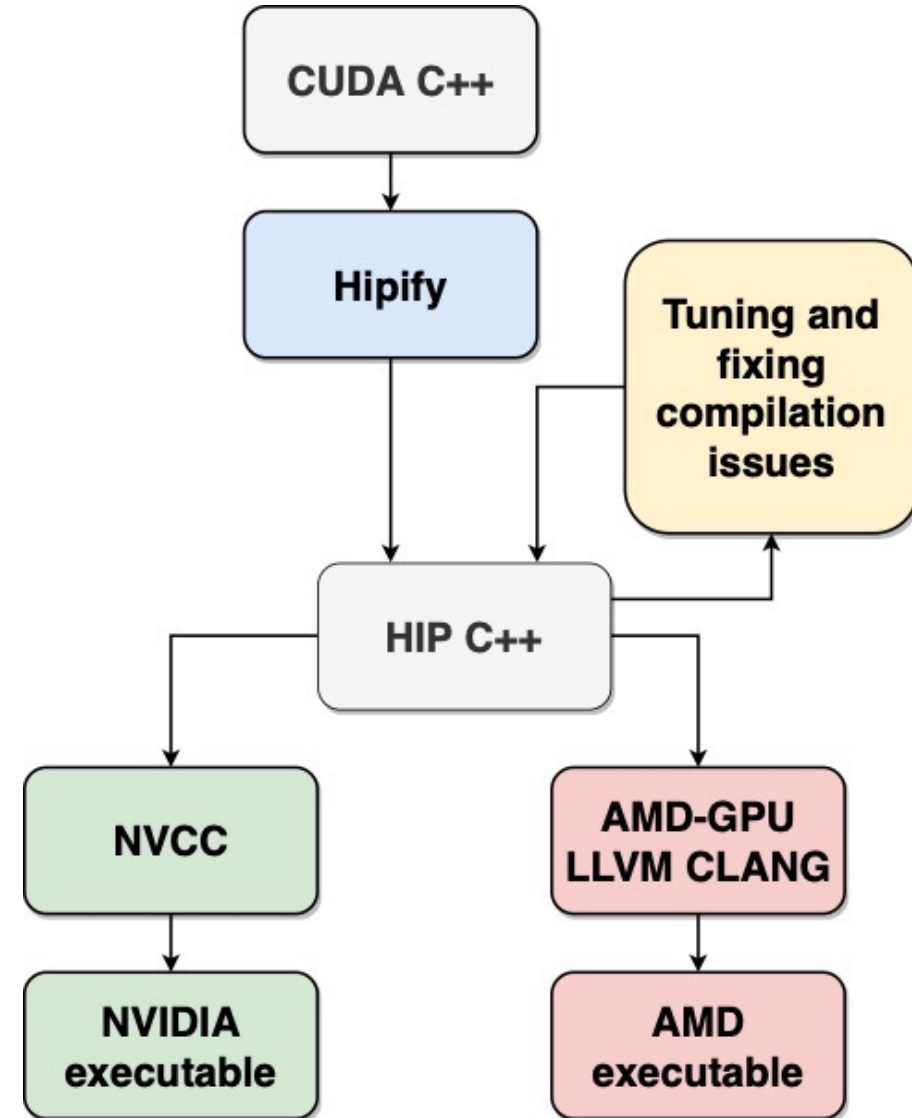 CUDA C++
Hipify
Tuning and
fixing
compilation
issues
HIP C++
NVCC
AMD-GPU
LLVM CLANG
NVIDIA
executable
AMD
executable